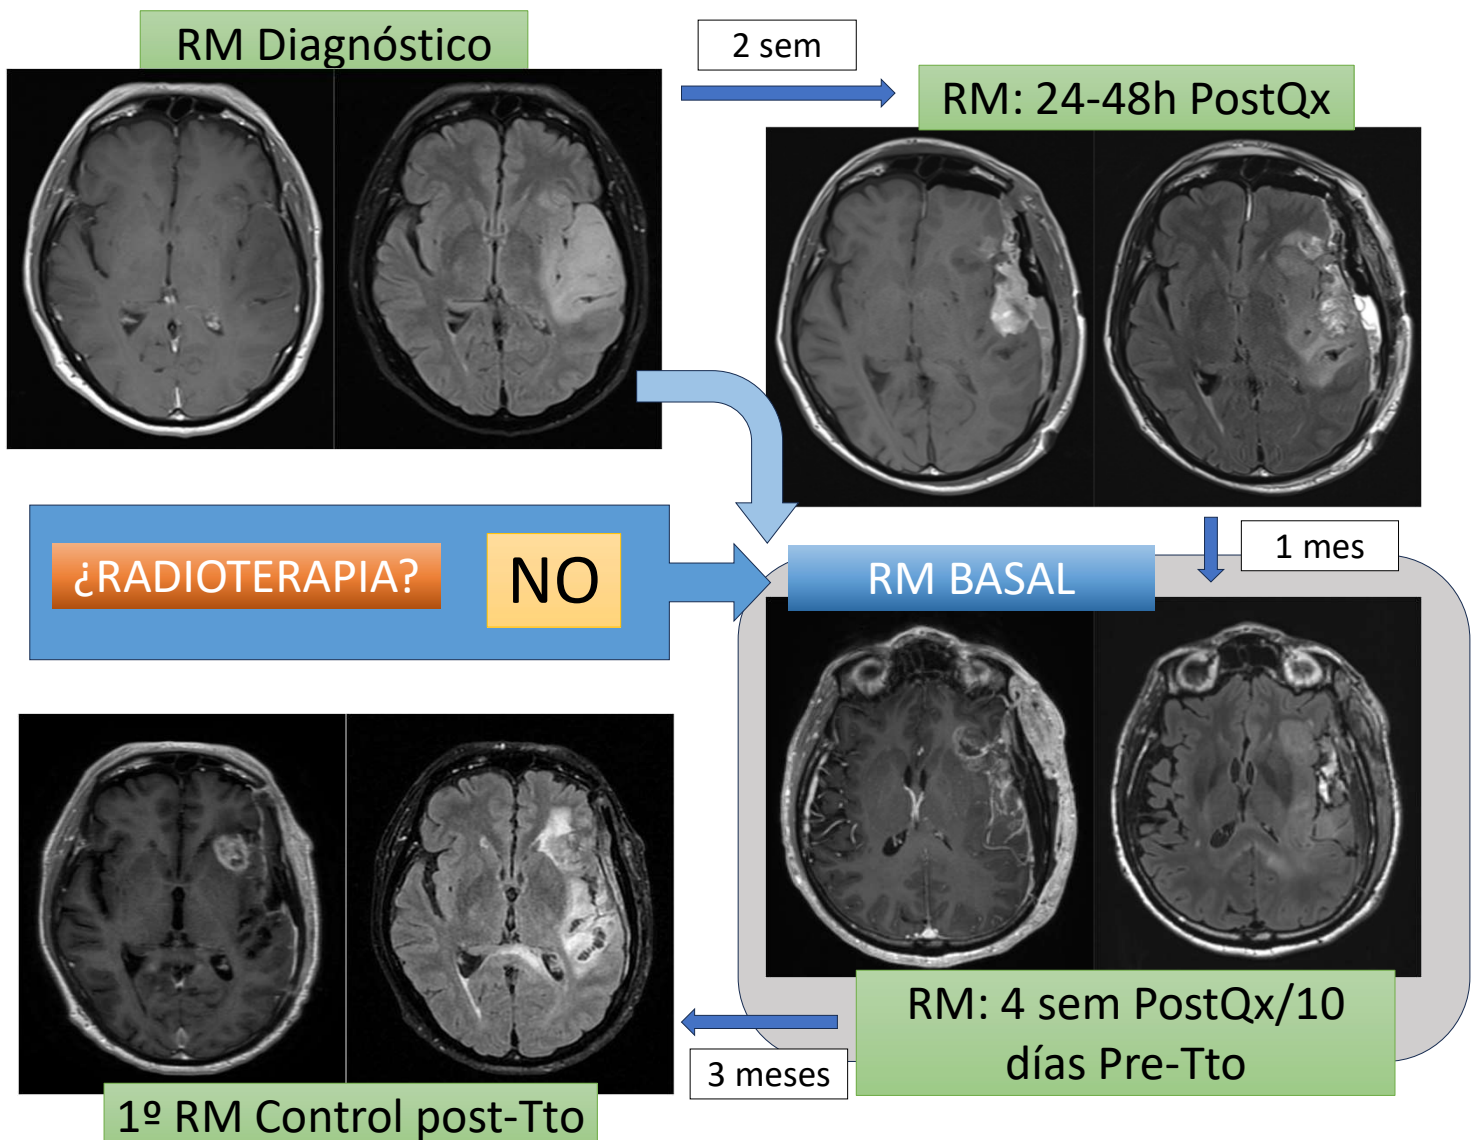 RM Diagnóstico
2 sem
RM: 24-48h PostQx
¿RADIOTERAPIA?
NO
1 mes
RM BASAL
RM: 4 sem PostQx/10
días Pre-Tto
3 meses
1º RM Control post-Tto